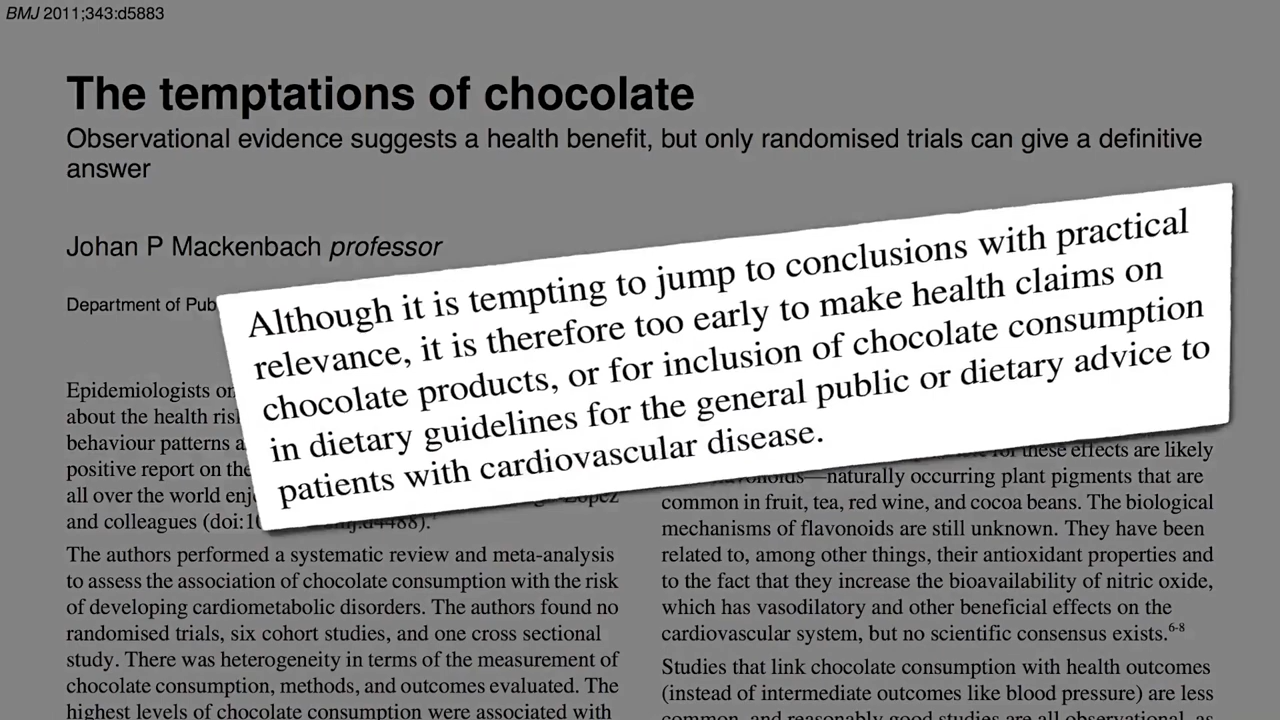 BMJ 2011;343:d5883
The temptations of chocolate
Observational evidence suggests a health benefit, but only randomised trials can give a definitive
answer
Johan P Mackenbach professor
Department of Pub
Although it is tempting to jump to conclusions with practical
relevance, it is therefore too early to make health claims on
chocolate products, or for inclusion of chocolate consumption
in dietary guidelines for the general public or dietary advice to
patients with cardiovascular disease.
Epidemiologists on
about the health risk
behaviour patterns a
positive report on the
all over the world enj
and colleagues (doi:10
The authors performed a systematic review and meta-analysis
to assess the association of chocolate consumption with the risk
of developing cardiometabolic disorders. The authors found no
randomised trials, six cohort studies, and one cross sectional
study. There was heterogeneity in terms of the measurement of
chocolate consumption, methods, and outcomes evaluated. The
highest levels of chocolate consumption were associated with
these effects are likely
—naturally occurring plant pigments that are
common in fruit, tea, red wine, and cocoa beans. The biological
mechanisms of flavonoids are still unknown. They have been
related to, among other things, their antioxidant properties and
to the fact that they increase the bioavailability of nitric oxide,
which has vasodilatory and other beneficial effects on the
cardiovascular system, but no scientific consensus exists.6-8
Studies that link chocolate consumption with health outcomes
(instead of intermediate outcomes like blood pressure) are less
common, and reasonably good studies are all observational, as